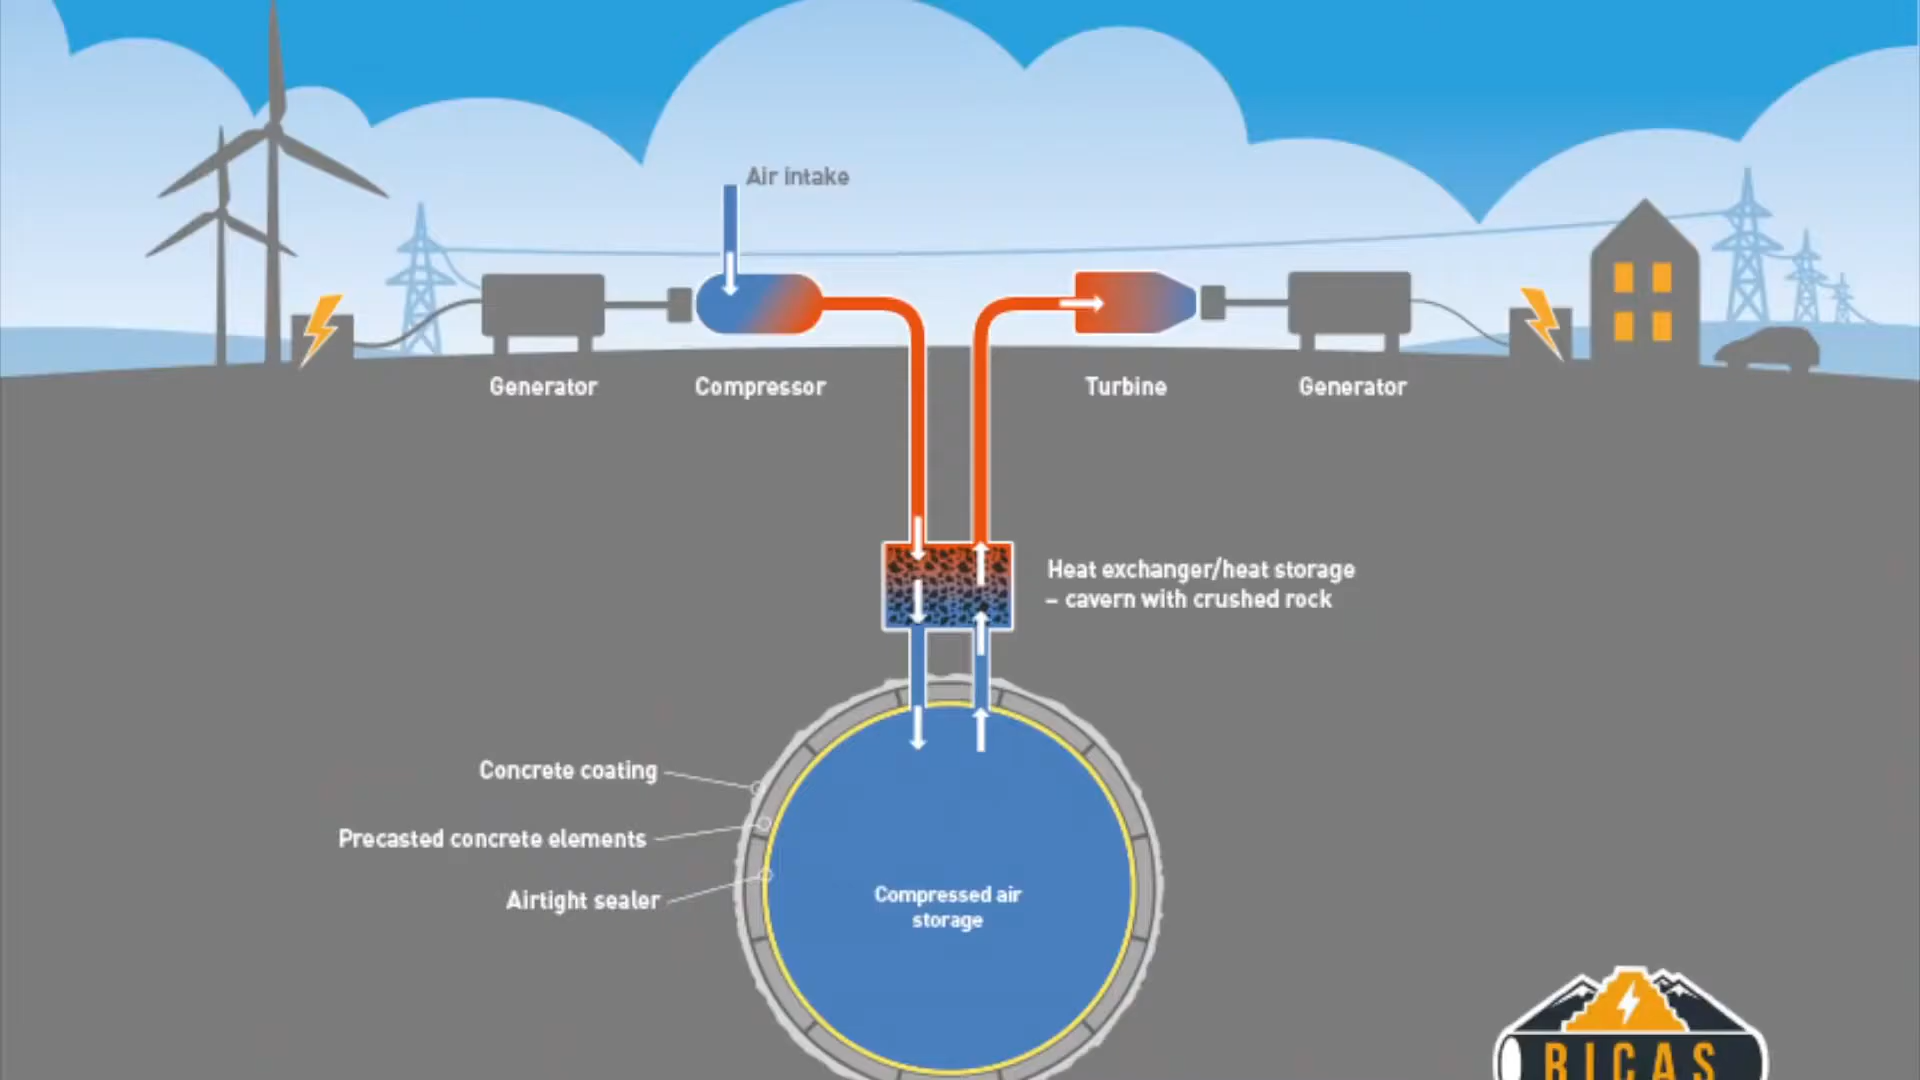 Air intake
Generator
Compressor
Turbine
Generator
Heat exchanger/heat storage
– cavern with crushed rock
Concrete coating
Precasted concrete elements
Airtight sealer
Compressed air
storage
RICAS